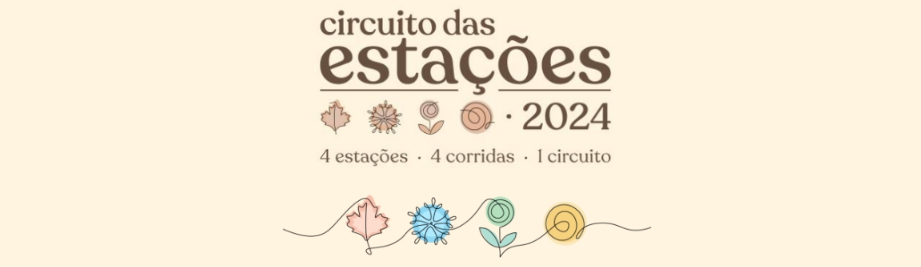 circuito das
estações
· 2024
4 estações · 4 corridas · 1 circuito